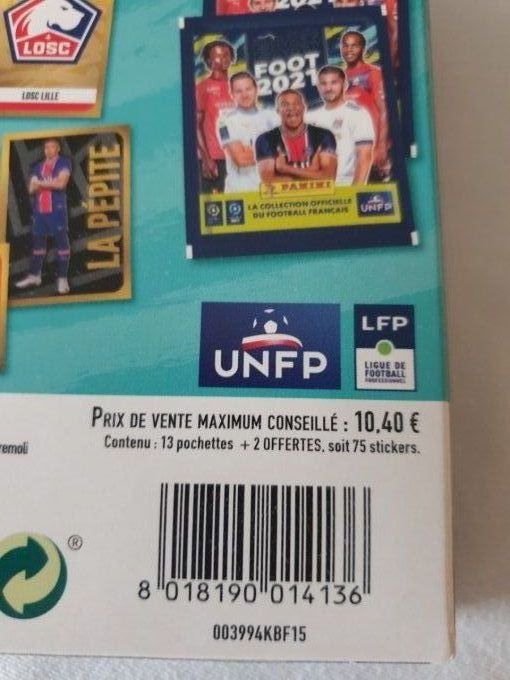 LOSC
LOSC LILLE
LA PÉPITE
FOOT
2021
PANINI
LA COLLECTION OFFICIELLE
DU FOOTBALL FRANÇAIS
UNFP
UNFP
LFP
LIGUE DE
FOOTBALL
PROFESSIONNEL
PRIX DE VENTE MAXIMUM CONSEILLÉ : 10,40 €
Contenu : 13 pochettes + 2 OFFERTES, soit 75 stickers.
remoli
®
8 018190 014136
003994KBF15